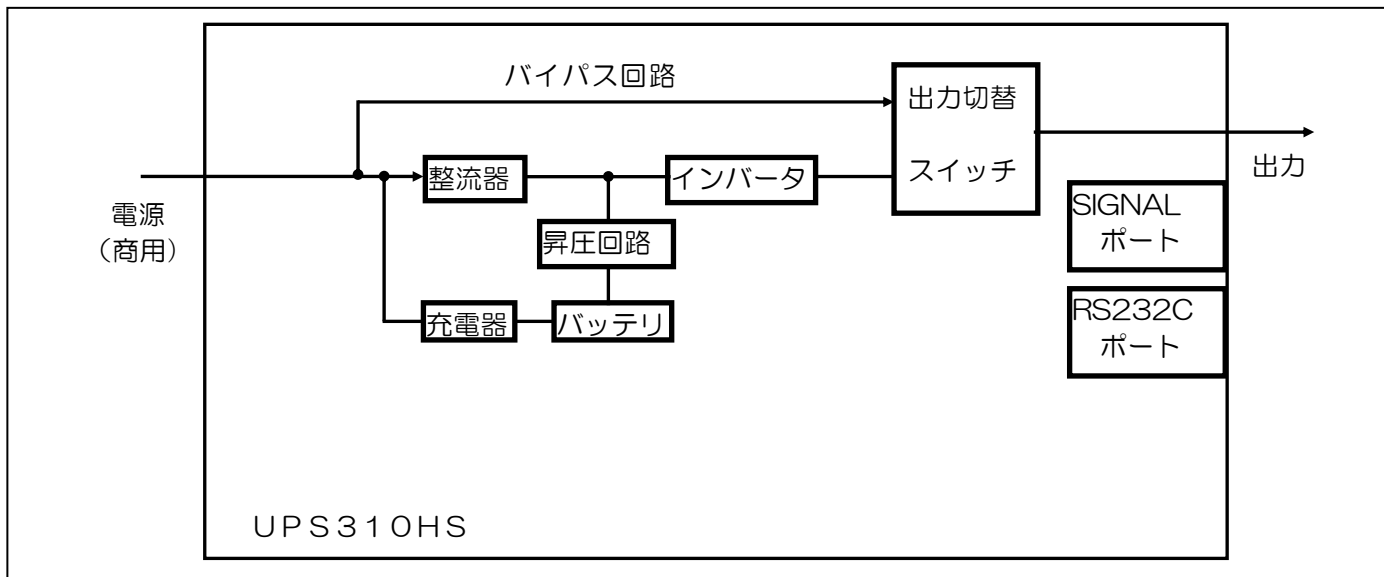 バイパス回路
出力切替
スイッチ
整流器
インバータ
出力
電源
（商用）
昇圧回路
SIGNAL
ポート
充電器
バッテリ
RS232C
ポート
ＵＰＳ３１０ＨＳ